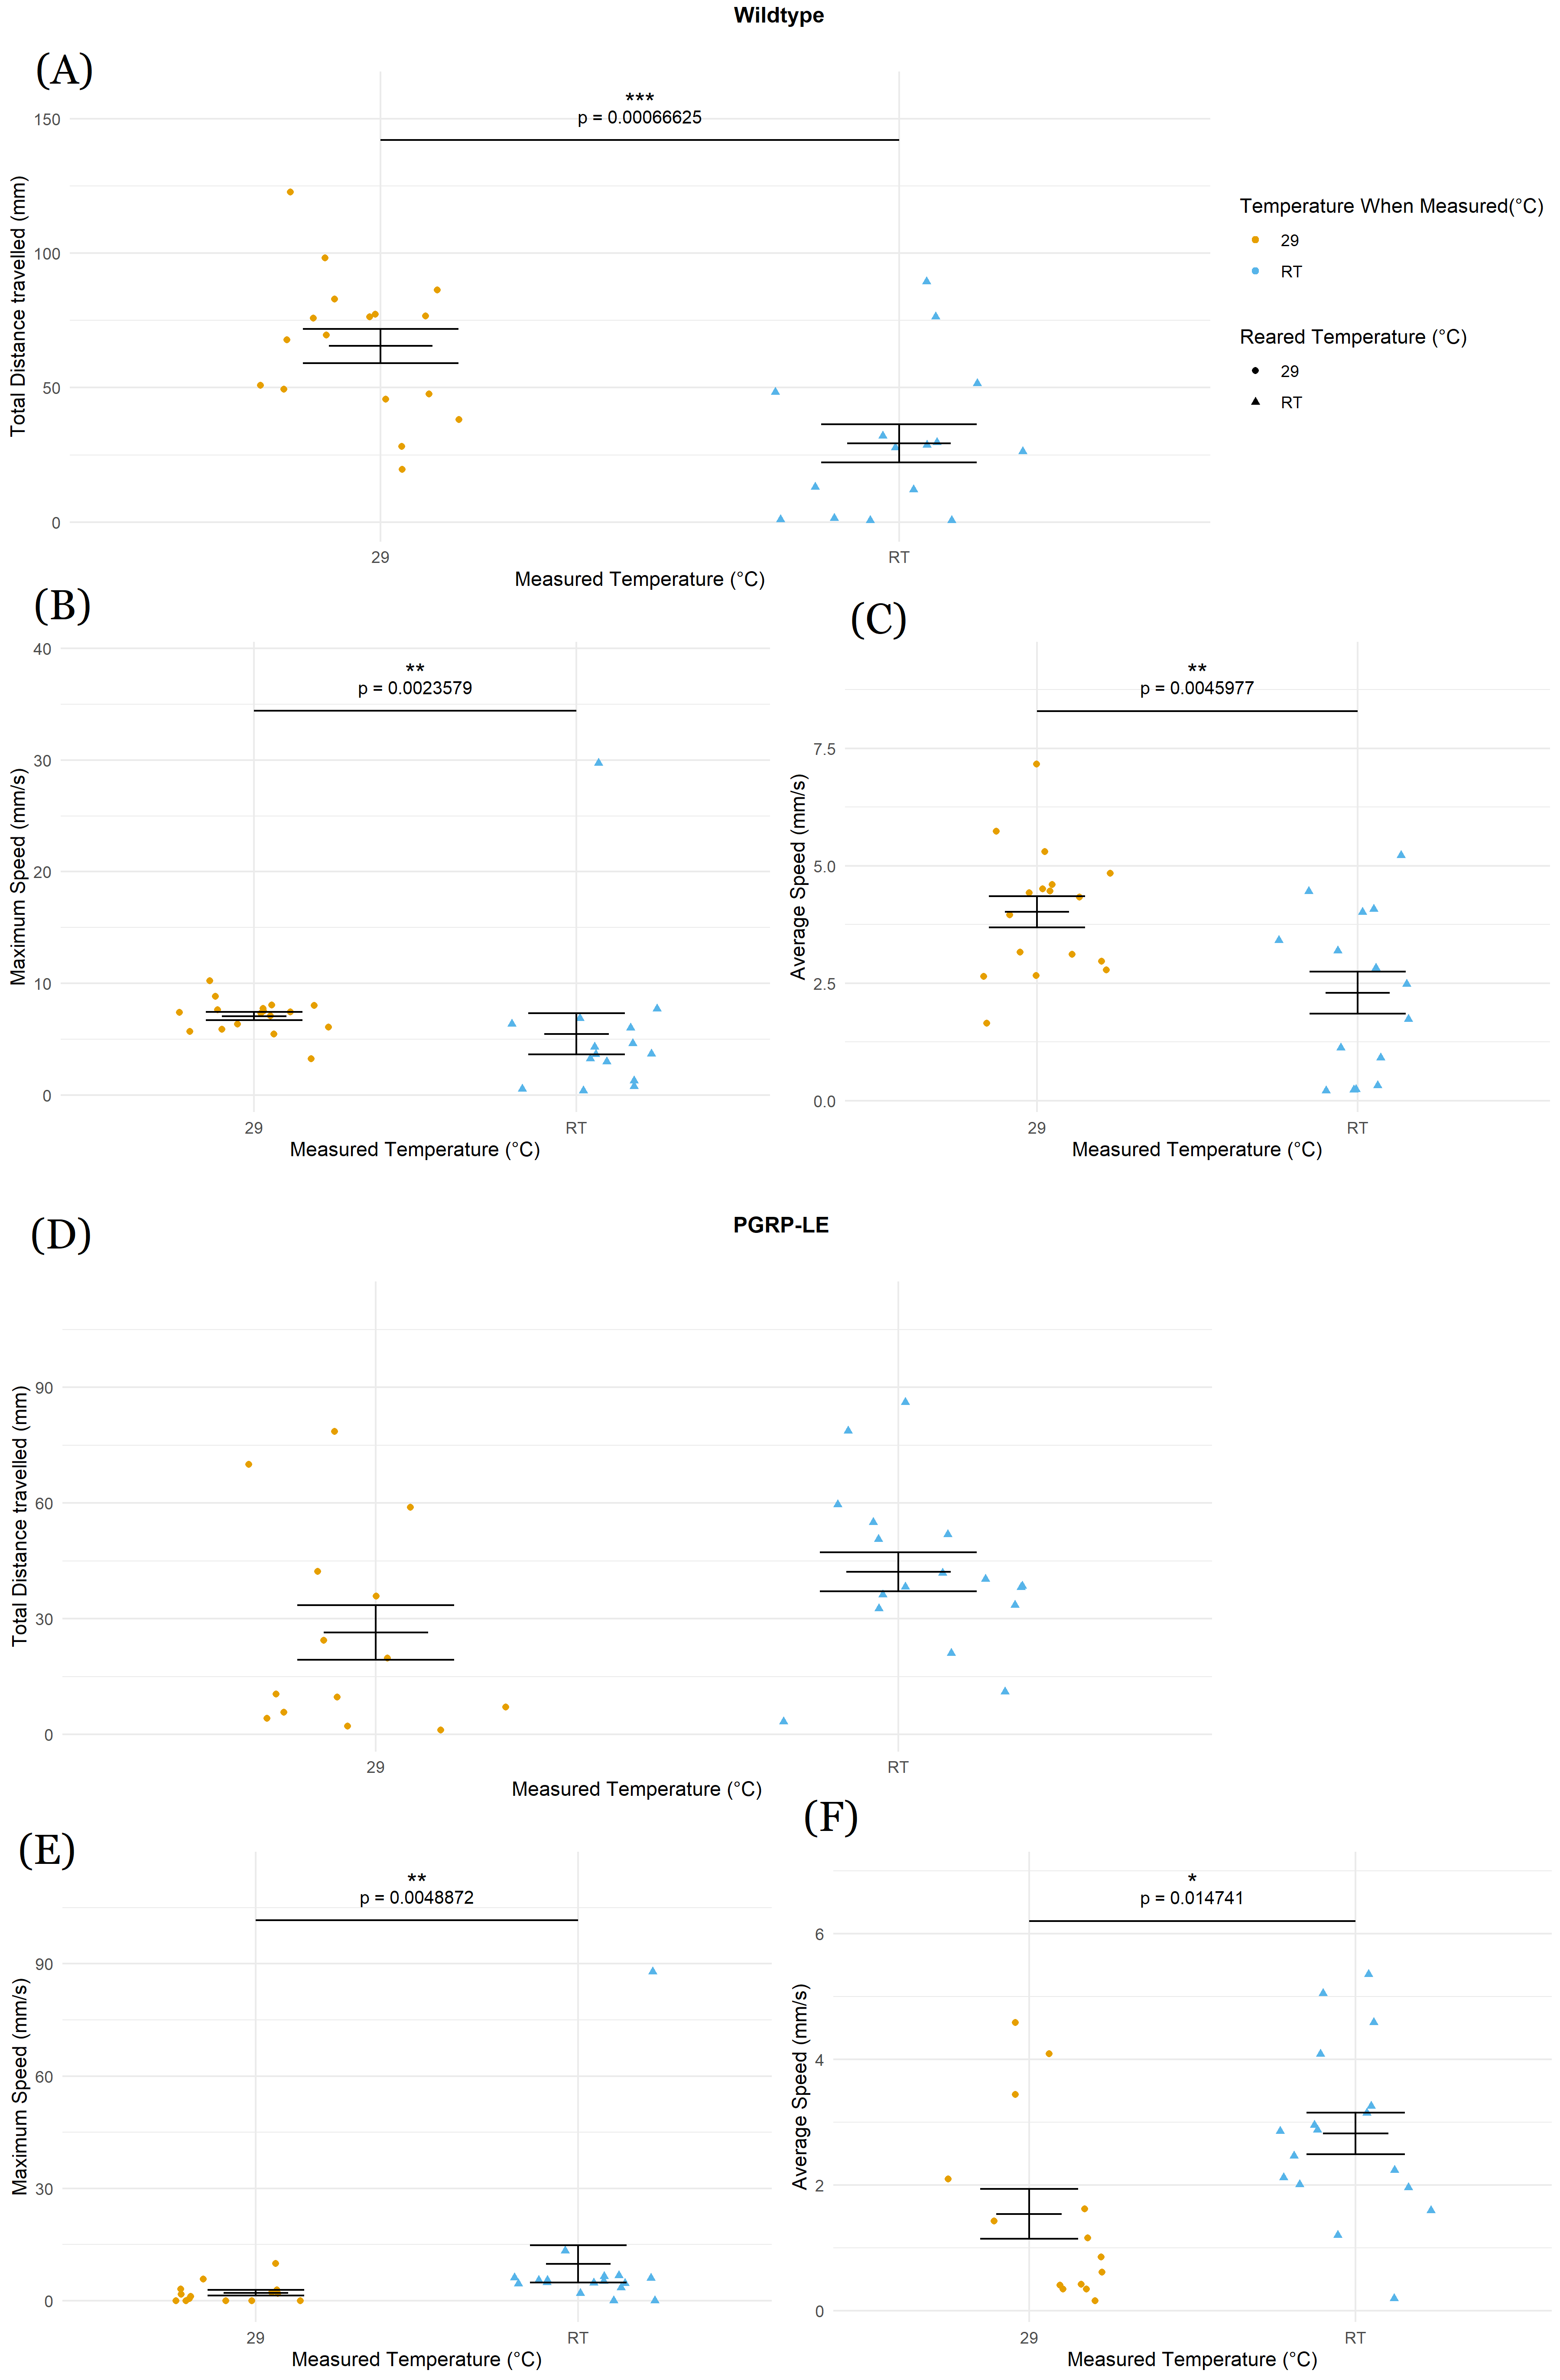 Wildtype
(A)
***
p = 0.00066625
150
100
50
0
Total Distance travelled (mm)
29
RT
Measured Temperature (°C)
Temperature When Measured(°C)
29
RT
Reared Temperature (°C)
29
RT
(B)
**
p = 0.0023579
40
30
20
10
0
Maximum Speed (mm/s)
29
RT
Measured Temperature (°C)
(C)
**
p = 0.0045977
7.5
5.0
2.5
0.0
Average Speed (mm/s)
29
RT
Measured Temperature (°C)
(D)
PGRP-LE
90
60
30
0
Total Distance travelled (mm)
29
RT
Measured Temperature (°C)
(E)
**
p = 0.0048872
90
60
30
0
Maximum Speed (mm/s)
29
RT
Measured Temperature (°C)
(F)
*
p = 0.014741
6
4
2
0
Average Speed (mm/s)
29
RT
Measured Temperature (°C)